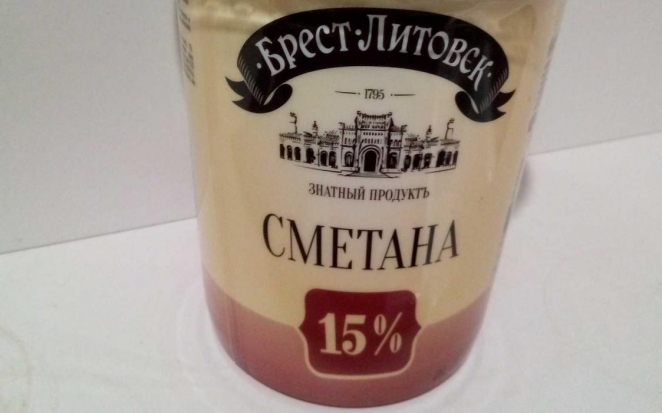 БРЕСТ·ЛИТОВСК
1795
ЗНАТНЫЙ ПРОДУКТЪ
СМЕТАНА
15%